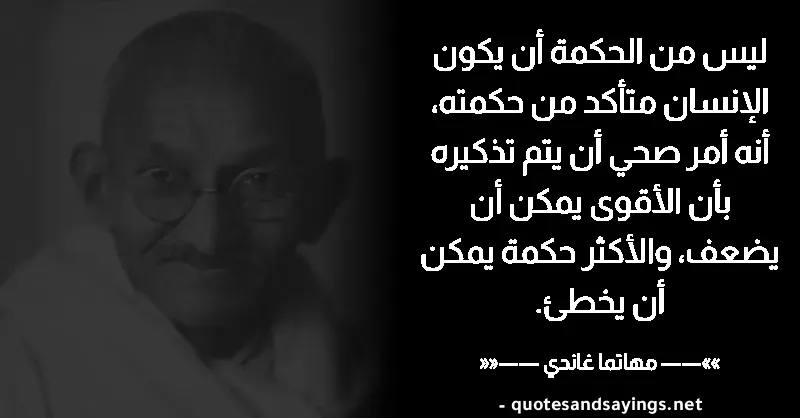 ليس من الحكمة أن يكون
الإنسان متأكد من حكمته،
أنه أمر صحي أن يتم تذكيره
بأن الأقوى يمكن أن
يضعف، والأكثر حكمة يمكن
أن يخطئ.
»»—— مهاتما غاندي ——««
- quotesandsayings.net